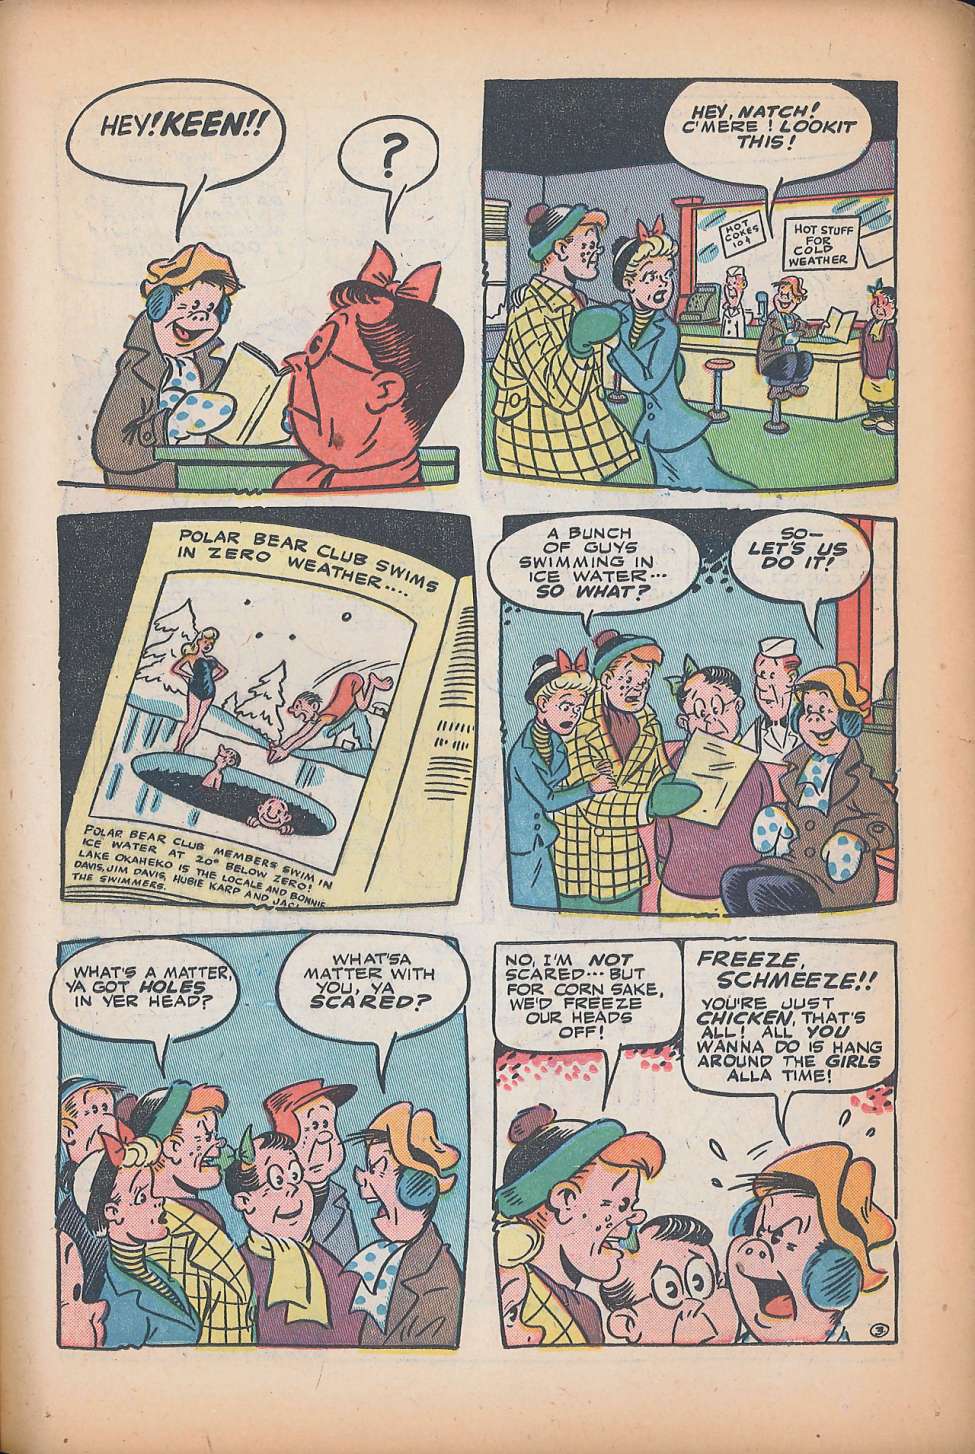 HEY! KEEN!!
?
HEY, NATCH!
C'MERE! LOOKIT
THIS!
HOT
COKES
10¢
HOT STUFF
FOR
COLD
WEATHER
POLAR BEAR CLUB SWIMS
IN ZERO WEATHER....
POLAR BEAR CLUB MEMBERS SWIM IN
ICE WATER AT 20° BELOW ZERO!
LAKE OKAHEKO IS THE LOCALE AND BONNIE
DAVIS, JIM DAVIS, HUBIE KARP AND JACK
THE SWIMMERS.
A BUNCH
OF GUYS
SWIMMING IN
ICE WATER...
SO WHAT?
SO—
LET'S US
DO IT!
WHAT'S A MATTER,
YA GOT HOLES
IN YER HEAD?
WHAT'SA
MATTER WITH
YOU, YA
SCARED?
NO, I'M NOT
SCARED... BUT
FOR CORN SAKE,
WE'D FREEZE
OUR HEADS
OFF!
FREEZE,
SCHMEEZE!!
YOU'RE JUST
CHICKEN, THAT'S
ALL! ALL YOU
WANNA DO IS HANG
AROUND THE GIRLS
ALLA TIME!
3